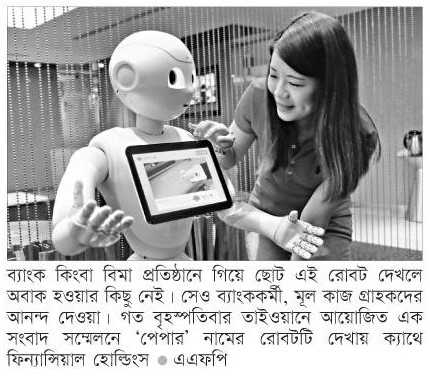 ব্যাংক কিংবা বিমা প্রতিষ্ঠানে গিয়ে ছোট এই রোবট দেখলে
অবাক হওয়ার কিছু নেই। সেও ব্যাংককর্মী, মূল কাজ গ্রাহকদের
আনন্দ দেওয়া। গত বৃহস্পতিবার তাইওয়ানে আয়োজিত এক
সংবাদ সম্মেলনে ‘পেপার’ নামের রোবটটি দেখায় ক্যাথে
ফিন্যান্সিয়াল হোল্ডিংস ● এএফপি